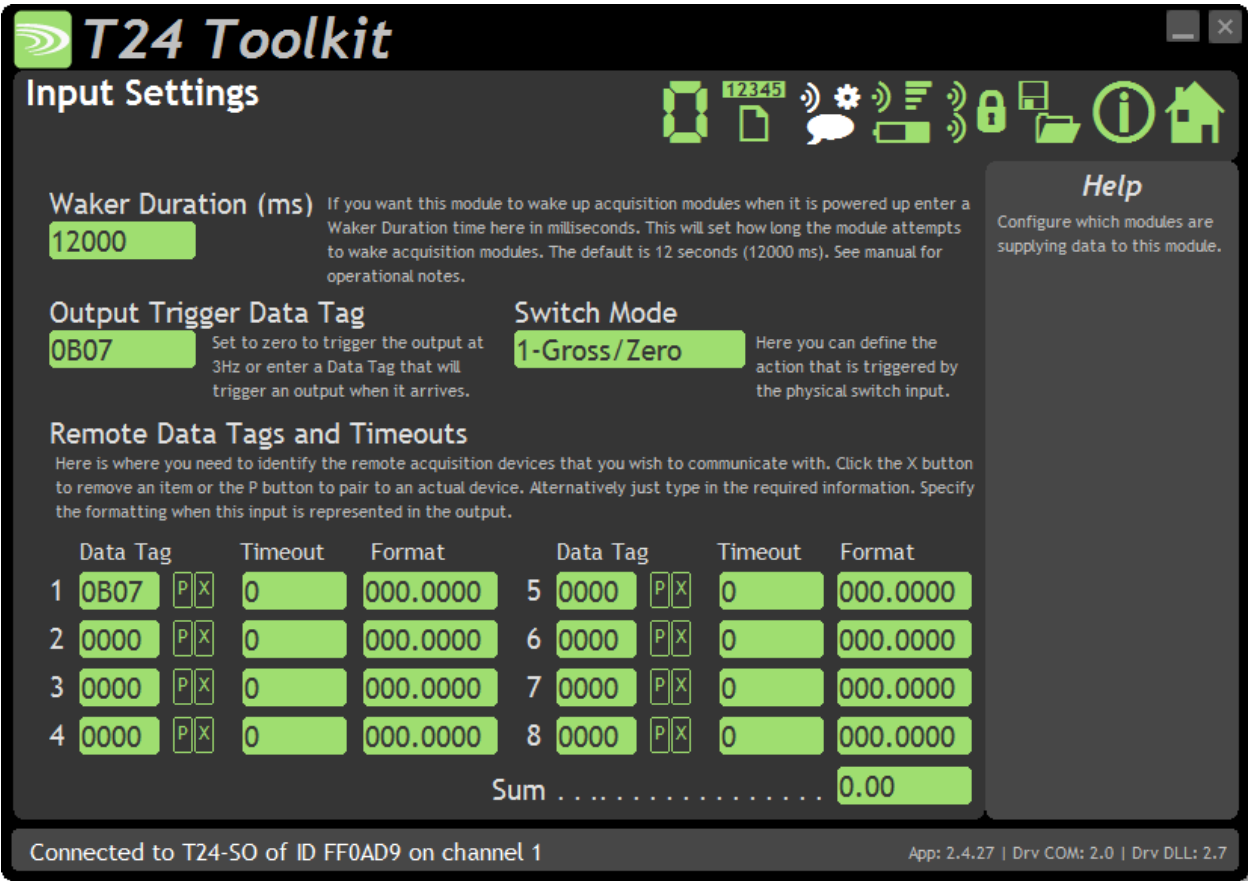 T24 Toolkit
Input Settings
12345
Help
Configure which modules are
supplying data to this module.
Waker Duration (ms)
12000
If you want this module to wake up acquisition modules when it is powered up enter a
Waker Duration time here in milliseconds. This will set how long the module attempts
to wake acquisition modules. The default is 12 seconds (12000 ms). See manual for
operational notes.
Output Trigger Data Tag
0B07
Set to zero to trigger the output at
3Hz or enter a Data Tag that will
trigger an output when it arrives.
Switch Mode
1-Gross/Zero
Here you can define the
action that is triggered by
the physical switch input.
Remote Data Tags and Timeouts
Here is where you need to identify the remote acquisition devices that you wish to communicate with. Click the X button
to remove an item or the P button to pair to an actual device. Alternatively just type in the required information. Specify
the formatting when this input is represented in the output.
Data Tag Timeout Format Data Tag Timeout Format
1 0B07 P X 0 000.0000 5 0000 P X 0 000.0000
2 0000 P X 0 000.0000 6 0000 P X 0 000.0000
3 0000 P X 0 000.0000 7 0000 P X 0 000.0000
4 0000 P X 0 000.0000 8 0000 P X 0 000.0000
Sum . . .. . . . . . . . . . . . . . . 0.00
Connected to T24-SO of ID FF0AD9 on channel 1
App: 2.4.27 | Drv COM: 2.0 | Drv DLL: 2.7